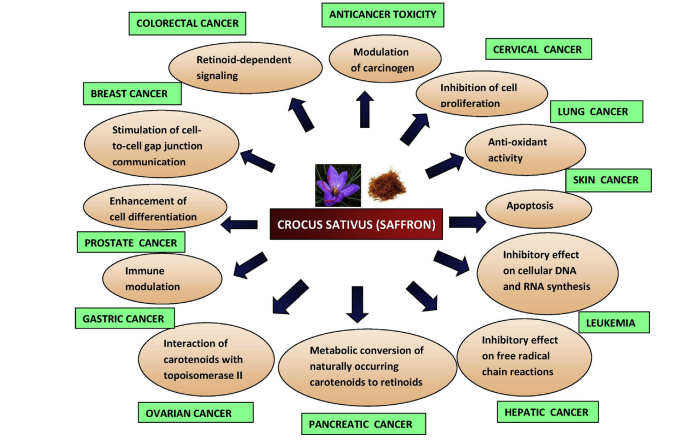 ANTICANCER TOXICITY
COLORECTAL CANCER
CERVICAL CANCER
Modulation
of carcinogen
Retinoid-dependent
signaling
Inhibition of cell
proliferation
BREAST CANCER
LUNG CANCER
Stimulation of cell-
to-cell gap junction
communication
Anti-oxidant
activity
SKIN CANCER
Enhancement of
cell differentiation
Apoptosis
CROCUS SATIVUS (SAFFRON)
PROSTATE CANCER
Inhibitory effect
on cellular DNA
and RNA synthesis
Immune
modulation
GASTRIC CANCER
LEUKEMIA
Interaction of
carotenoids with
topoisomerase II
Metabolic conversion of
naturally occurring
carotenoids to retinoids
Inhibitory effect
on free radical
chain reactions
OVARIAN CANCER
PANCREATIC CANCER
HEPATIC CANCER